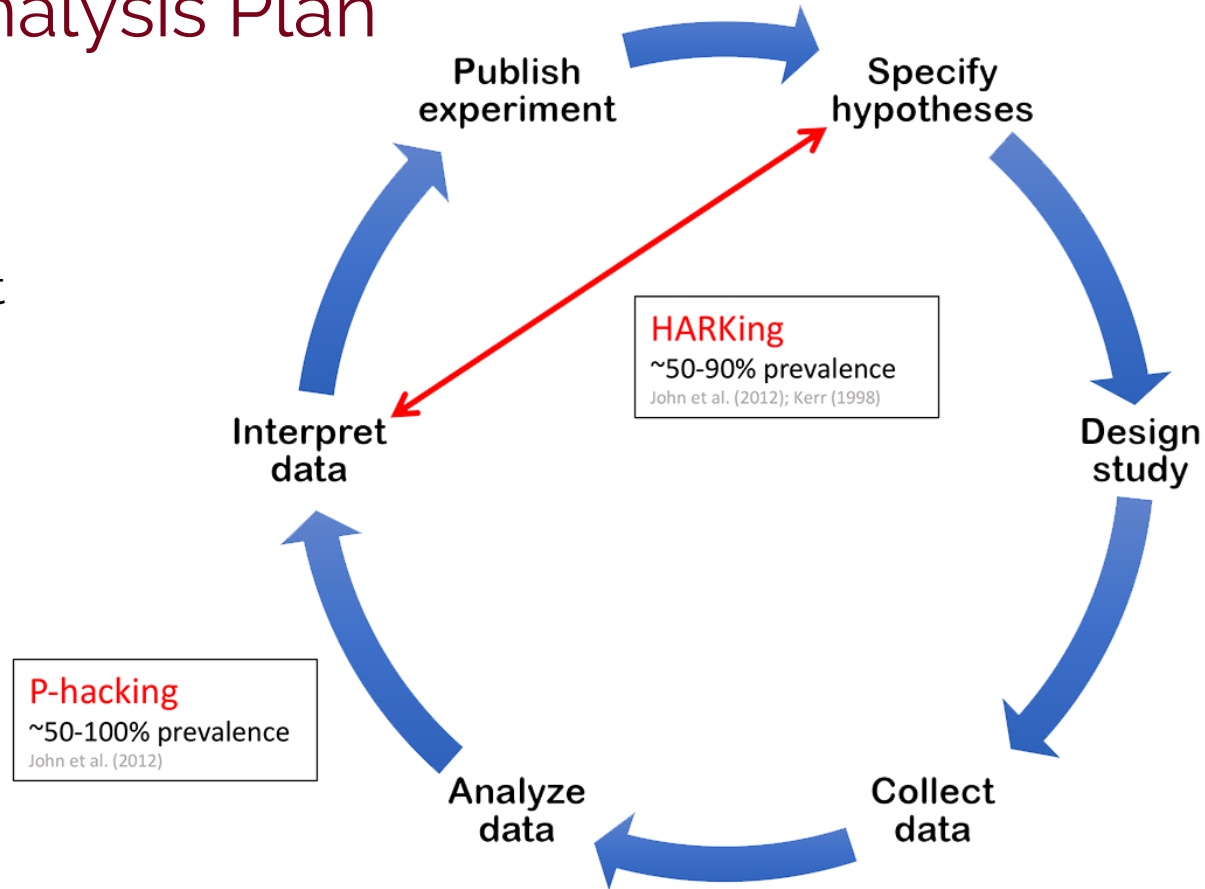 nalysis Plan
Publish
experiment
Specify
hypotheses
t
HARKing
~50-90% prevalence
John et al. (2012); Kerr (1998)
Interpret
data
Design
study
P-hacking
~50-100% prevalence
John et al. (2012)
Analyze
data
Collect
data